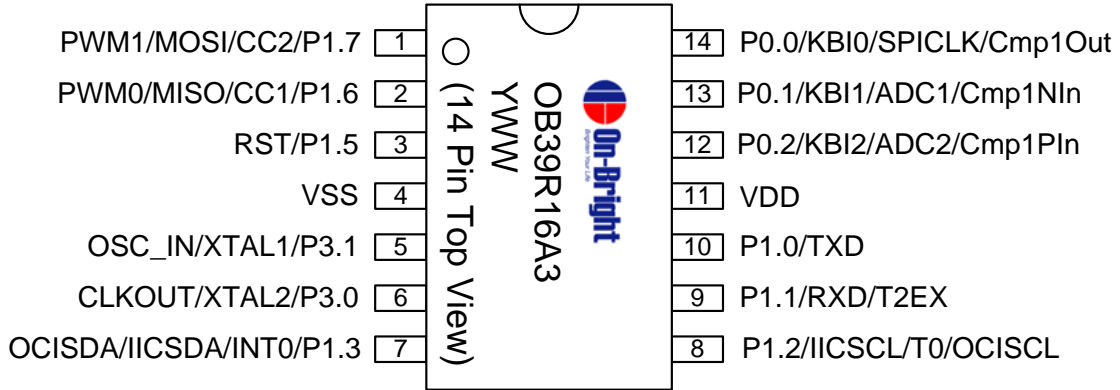 PWM1/MOSI/CC2/P1.7 1
PWM0/MISO/CC1/P1.6 2
RST/P1.5 3
VSS 4
OSC_IN/XTAL1/P3.1 5
CLKOUT/XTAL2/P3.0 6
OCISDA/IICSDA/INT0/P1.3 7
(14 Pin Top View)
YWW
OB39R16A3
On-Bright
Brighten Your Life
14 P0.0/KBI0/SPICLK/Cmp1Out
13 P0.1/KBI1/ADC1/Cmp1NIn
12 P0.2/KBI2/ADC2/Cmp1PIn
11 VDD
10 P1.0/TXD
9 P1.1/RXD/T2EX
8 P1.2/IICSCL/T0/OCISCL